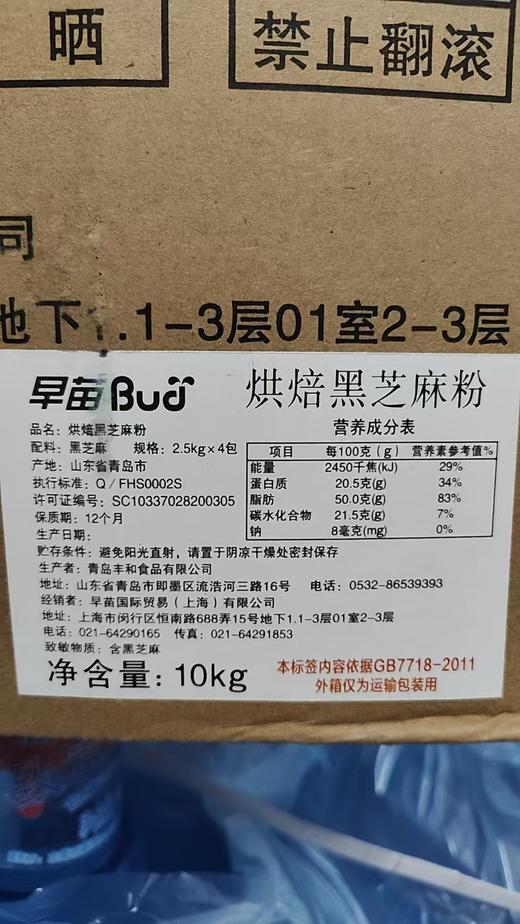 晒
禁止翻滚
司
地下1.1-3层01室2-3层
早苗Bud 烘焙黑芝麻粉
品名：烘焙黑芝麻粉
配料：黑芝麻 规格：2.5kg×4包
产地：山东省青岛市
执行标准：Q/FHS0002S
许可证编号：SC10337028200305
保质期：12个月
生产日期：
营养成分表
项目 每100克(g) 营养素参考值%
能量 2450千焦(kJ) 29%
蛋白质 20.5克(g) 34%
脂肪 50.0克(g) 83%
碳水化合物 21.5克(g) 7%
钠 8毫克(mg) 0%
贮存条件：避免阳光直射，请置于阴凉干燥处密封保存
生产者：青岛丰和食品有限公司
地址：山东省青岛市即墨区流浩河三路16号 电话：0532-86539393
经销者：早苗国际贸易（上海）有限公司
地址：上海市闵行区恒南路688弄15号地下1.1-3层01室2-3层
电话：021-64290165 传真：021-64291853
致敏物质：含黑芝麻
净含量：10kg
本标签内容依据GB7718-2011
外箱仅为运输包装用